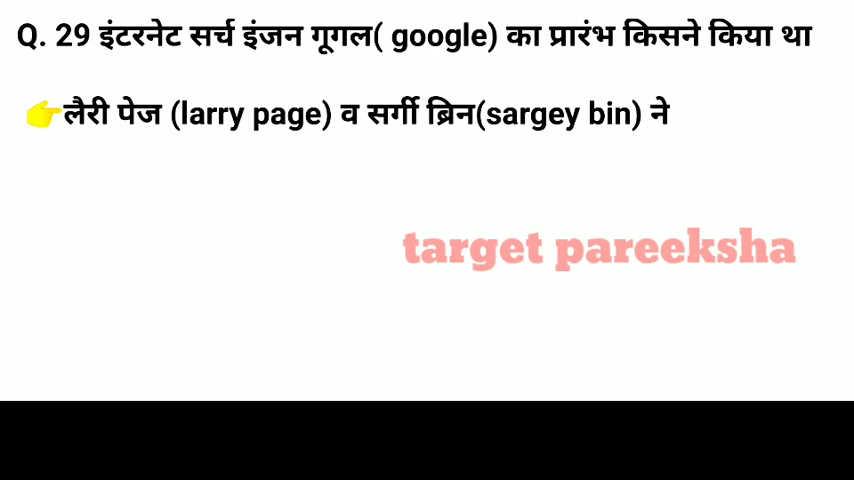 Q. 29 इंटरनेट सर्च इंजन गूगल( google) का प्रारंभ किसने किया था
👉लैरी पेज (larry page) व सर्गी ब्रिन(sargey bin) ने
target pareeksha